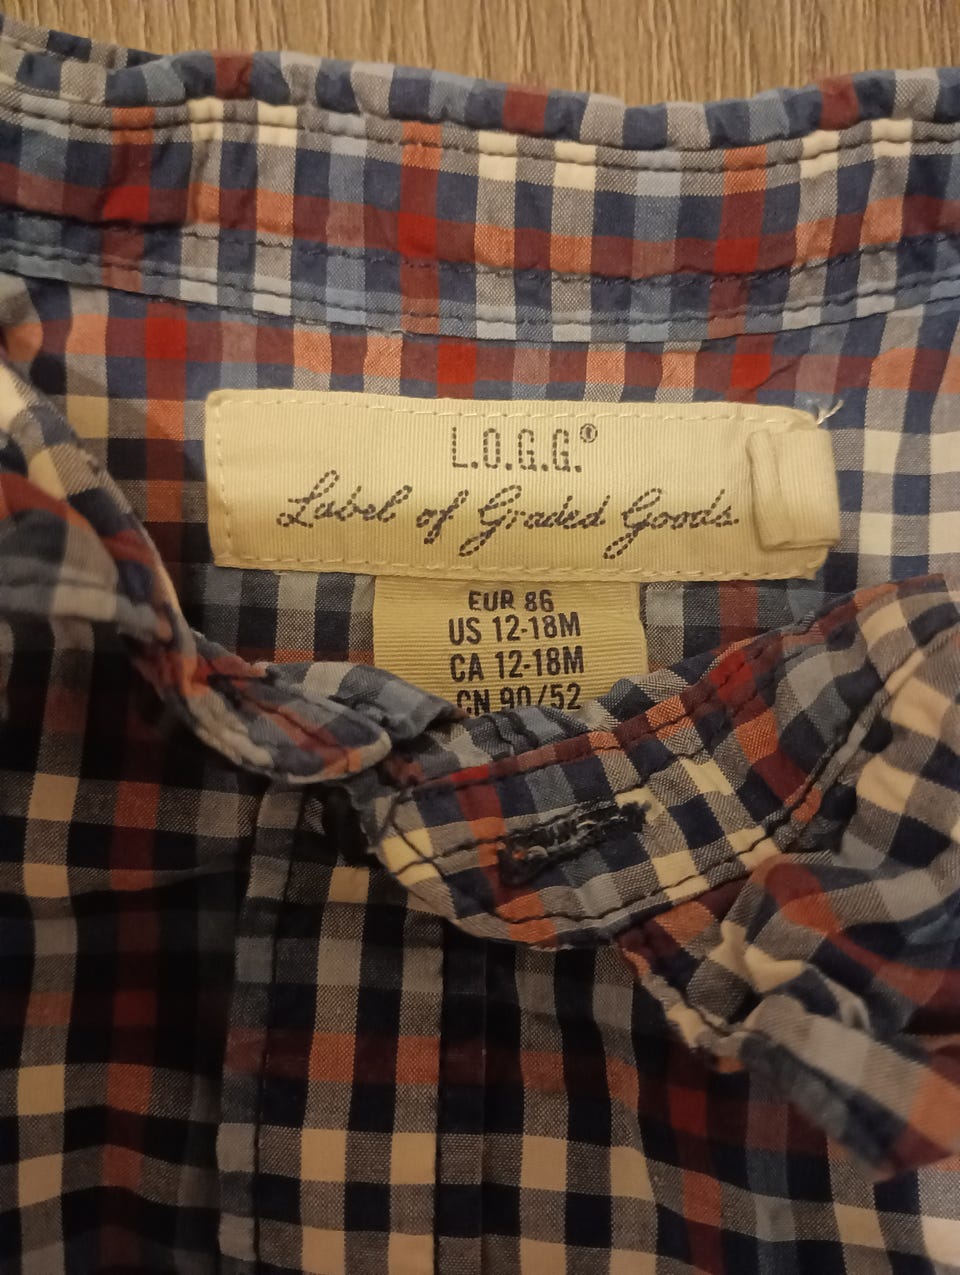 L.O.G.G.®
Label of Graded Goods
EUR 86
US 12-18M
CA 12-18M
CN 90/52